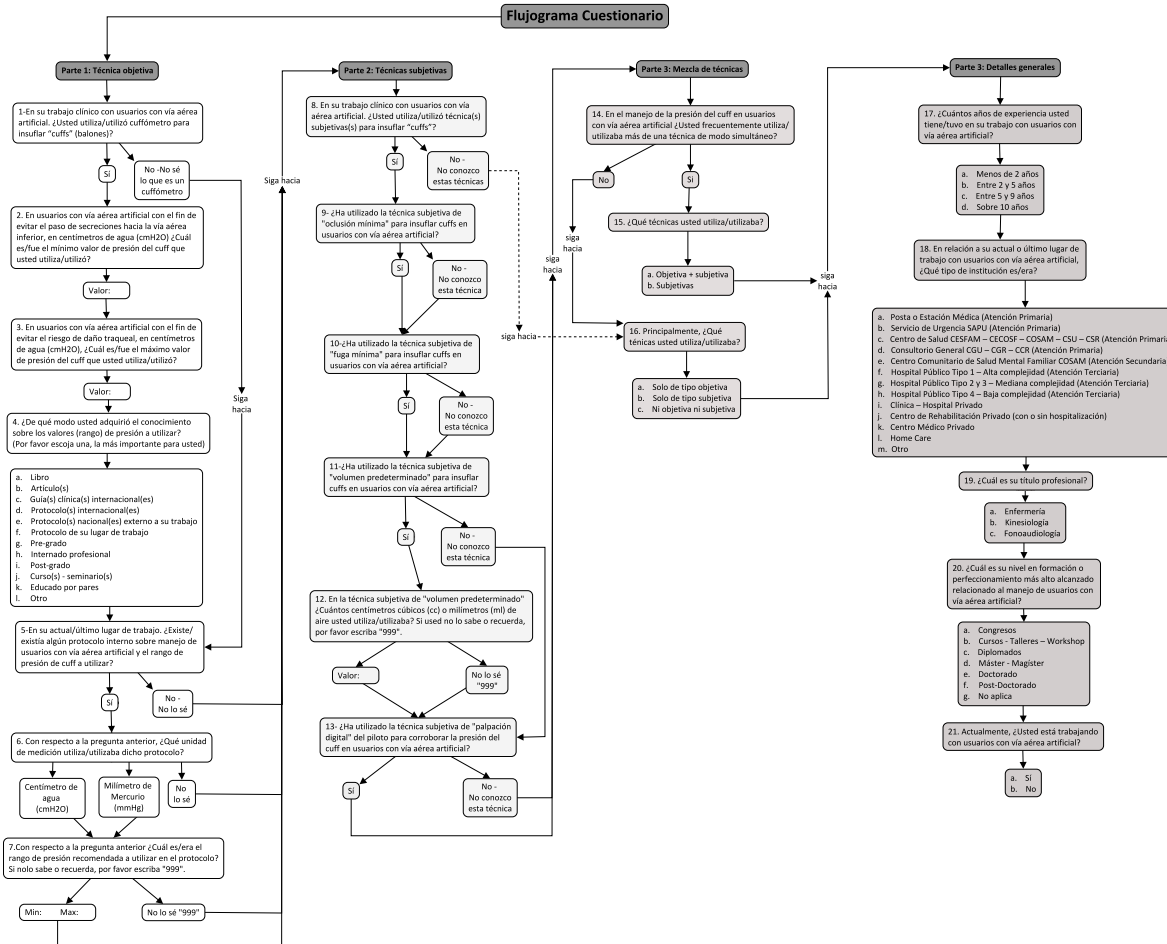 Flujograma Cuestionario
Parte 1: Técnica objetiva
1-En su trabajo clínico con usuarios con vía aérea
artificial. ¿Usted utiliza/utilizó cuffómetro para
insuflar “cuffs” (balones)?
Sí
No -No sé
lo que es un
cuffómetro
2. En usuarios con vía aérea artificial con el fin de
evitar el paso de secreciones hacia la vía aérea
inferior, en centímetros de agua (cmH2O) ¿Cuál
es/fue el mínimo valor de presión del cuff que
usted utiliza/utilizó?
Valor:
3. En usuarios con vía aérea artificial con el fin de
evitar el riesgo de daño traqueal, en centímetros
de agua (cmH2O), ¿Cuál es/fue el máximo valor
de presión del cuff que usted utiliza/utilizó?
Valor:
Siga
hacia
4. ¿De qué modo usted adquirió el conocimiento
sobre los valores (rango) de presión a utilizar?
(Por favor escoja una, la más importante para usted)
a. Libro
b. Artículo(s)
c. Guía(s) clínica(s) internacional(es)
d. Protocolo(s) internacional(es)
e. Protocolo(s) nacional(es) externo a su trabajo
f. Protocolo de su lugar de trabajo
g. Pre-grado
h. Internado profesional
i. Post-grado
j. Curso(s) - seminario(s)
k. Educado por pares
l. Otro
5-En su actual/último lugar de trabajo. ¿Existe/
existía algún protocolo interno sobre manejo de
usuarios con vía aérea artificial y el rango de
presión de cuff a utilizar?
Sí
No -
No lo sé
6. Con respecto a la pregunta anterior, ¿Qué unidad
de medición utiliza/utilizaba dicho protocolo?
Centímetro de
agua
(cmH2O)
Milímetro de
Mercurio
(mmHg)
No
lo sé
7.Con respecto a la pregunta anterior ¿Cuál es/era el
rango de presión recomendada a utilizar en el protocolo?
Si nolo sabe o recuerda, por favor escriba "999".
Min: Max:
No lo sé "999"
Siga hacia
Parte 2: Técnicas subjetivas
8. En su trabajo clínico con usuarios con vía
aérea artificial. ¿Usted utiliza/utilizó técnica(s)
subjetivas(s) para insuflar “cuffs”?
Sí
No -
No conozco
estas técnicas
9- ¿Ha utilizado la técnica subjetiva de
"oclusión mínima" para insuflar cuffs en
usuarios con vía aérea artificial?
Sí
No -
No conozco
esta técnica
10-¿Ha utilizado la técnica subjetiva de
"fuga mínima" para insuflar cuffs en
usuarios con vía aérea artificial?
Sí
No -
No conozco
esta técnica
11-¿Ha utilizado la técnica subjetiva de
"volumen predeterminado" para insuflar
cuffs en usuarios con vía aérea artificial?
Sí
No -
No conozco
esta técnica
12. En la técnica subjetiva de "volumen predeterminado"
¿Cuántos centímetros cúbicos (cc) o milímetros (ml) de
aire usted utiliza/utilizaba? Si used no lo sabe o recuerda,
por favor escriba "999".
Valor:
No lo sé
"999"
13- ¿Ha utilizado la técnica subjetiva de "palpación
digital" del piloto para corroborar la presión del
cuff en usuarios con vía aérea artificial?
Sí
No -
No conozco
esta técnica
siga
hacia
siga hacia
Parte 3: Mezcla de técnicas
14. En el manejo de la presión del cuff en usuarios
con vía aérea artificial ¿Usted frecuentemente utiliza/
utilizaba más de una técnica de modo simultáneo?
No
Si
siga
hacia
15. ¿Qué técnicas usted utiliza/utilizaba?
a. Objetiva + subjetiva
b. Subjetivas
16. Principalmente, ¿Qué
ténicas usted utiliza/utilizaba?
a. Solo de tipo objetiva
b. Solo de tipo subjetiva
c. Ni objetiva ni subjetiva
siga
hacia
Parte 3: Detalles generales
17. ¿Cuántos años de experiencia usted
tiene/tuvo en su trabajo con usuarios con
vía aérea artificial?
a. Menos de 2 años
b. Entre 2 y 5 años
c. Entre 5 y 9 años
d. Sobre 10 años
18. En relación a su actual o último lugar de
trabajo con usuarios con vía aérea artificial,
¿Qué tipo de institución es/era?
a. Posta o Estación Médica (Atención Primaria)
b. Servicio de Urgencia SAPU (Atención Primaria)
c. Centro de Salud CESFAM – CECOSF – COSAM – CSU – CSR (Atención Primaria
d. Consultorio General CGU – CGR – CCR (Atención Primaria)
e. Centro Comunitario de Salud Mental Familiar COSAM (Atención Secundaria
f. Hospital Público Tipo 1 – Alta complejidad (Atención Terciaria)
g. Hospital Público Tipo 2 y 3 – Mediana complejidad (Atención Terciaria)
h. Hospital Público Tipo 4 – Baja complejidad (Atención Terciaria)
i. Clínica – Hospital Privado
j. Centro de Rehabilitación Privado (con o sin hospitalización)
k. Centro Médico Privado
l. Home Care
m. Otro
19. ¿Cuál es su título profesional?
a. Enfermería
b. Kinesiología
c. Fonoaudiología
20. ¿Cuál es su nivel en formación o
perfeccionamiento más alto alcanzado
relacionado al manejo de usuarios con
vía aérea artificial?
a. Congresos
b. Cursos - Talleres – Workshop
c. Diplomados
d. Máster - Magíster
e. Doctorado
f. Post-Doctorado
g. No aplica
21. Actualmente, ¿Usted está trabajando
con usuarios con vía aérea artificial?
a. Sí
b. No